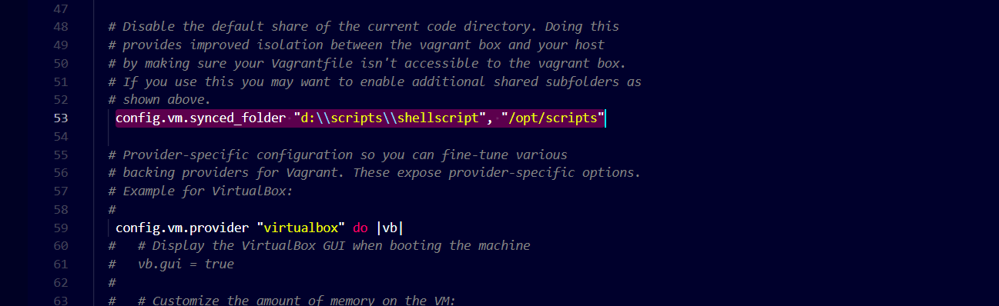 47
48 # Disable the default share of the current code directory. Doing this
49 # provides improved isolation between the vagrant box and your host
50 # by making sure your Vagrantfile isn't accessible to the vagrant box.
51 # If you use this you may want to enable additional shared subfolders as
52 # shown above.
53 config.vm.synced_folder "d:\\scripts\\shellscript", "/opt/scripts"
54
55 # Provider-specific configuration so you can fine-tune various
56 # backing providers for Vagrant. These expose provider-specific options.
57 # Example for VirtualBox:
58 #
59 config.vm.provider "virtualbox" do |vb|
60 #   # Display the VirtualBox GUI when booting the machine
61 #   vb.gui = true
62 #
63 #   # Customize the amount of memory on the VM: